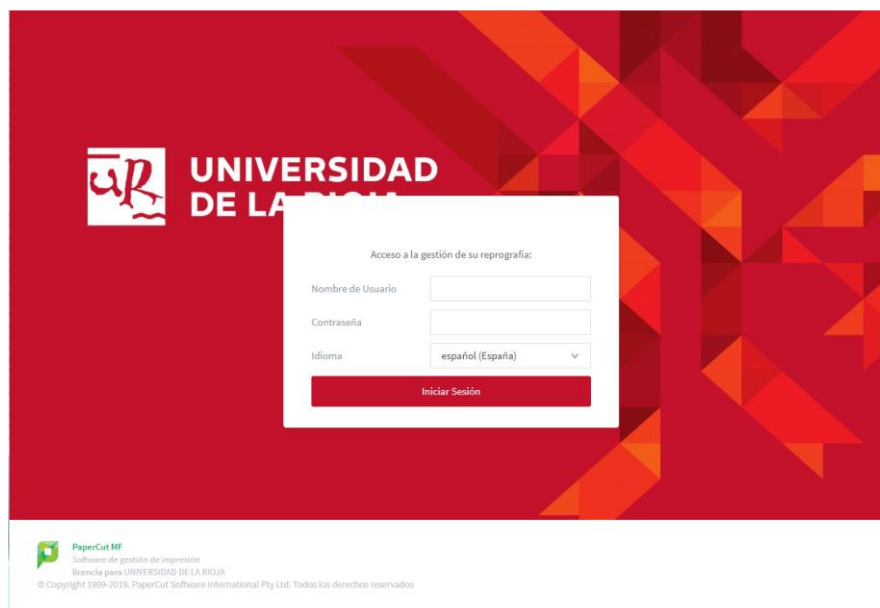 UR
UNIVERSIDAD
DE LA RIOJA
Acceso a la gestión de su reprografía:
Nombre de Usuario
Contraseña
Idioma
español (España)
Iniciar Sesión
PaperCut MF
Software de gestión de impresión
licencia para UNIVERSIDAD DE LA RIOJA
© Copyright 1999-2019, PaperCut Software International Pty Ltd. Todos los derechos reservados